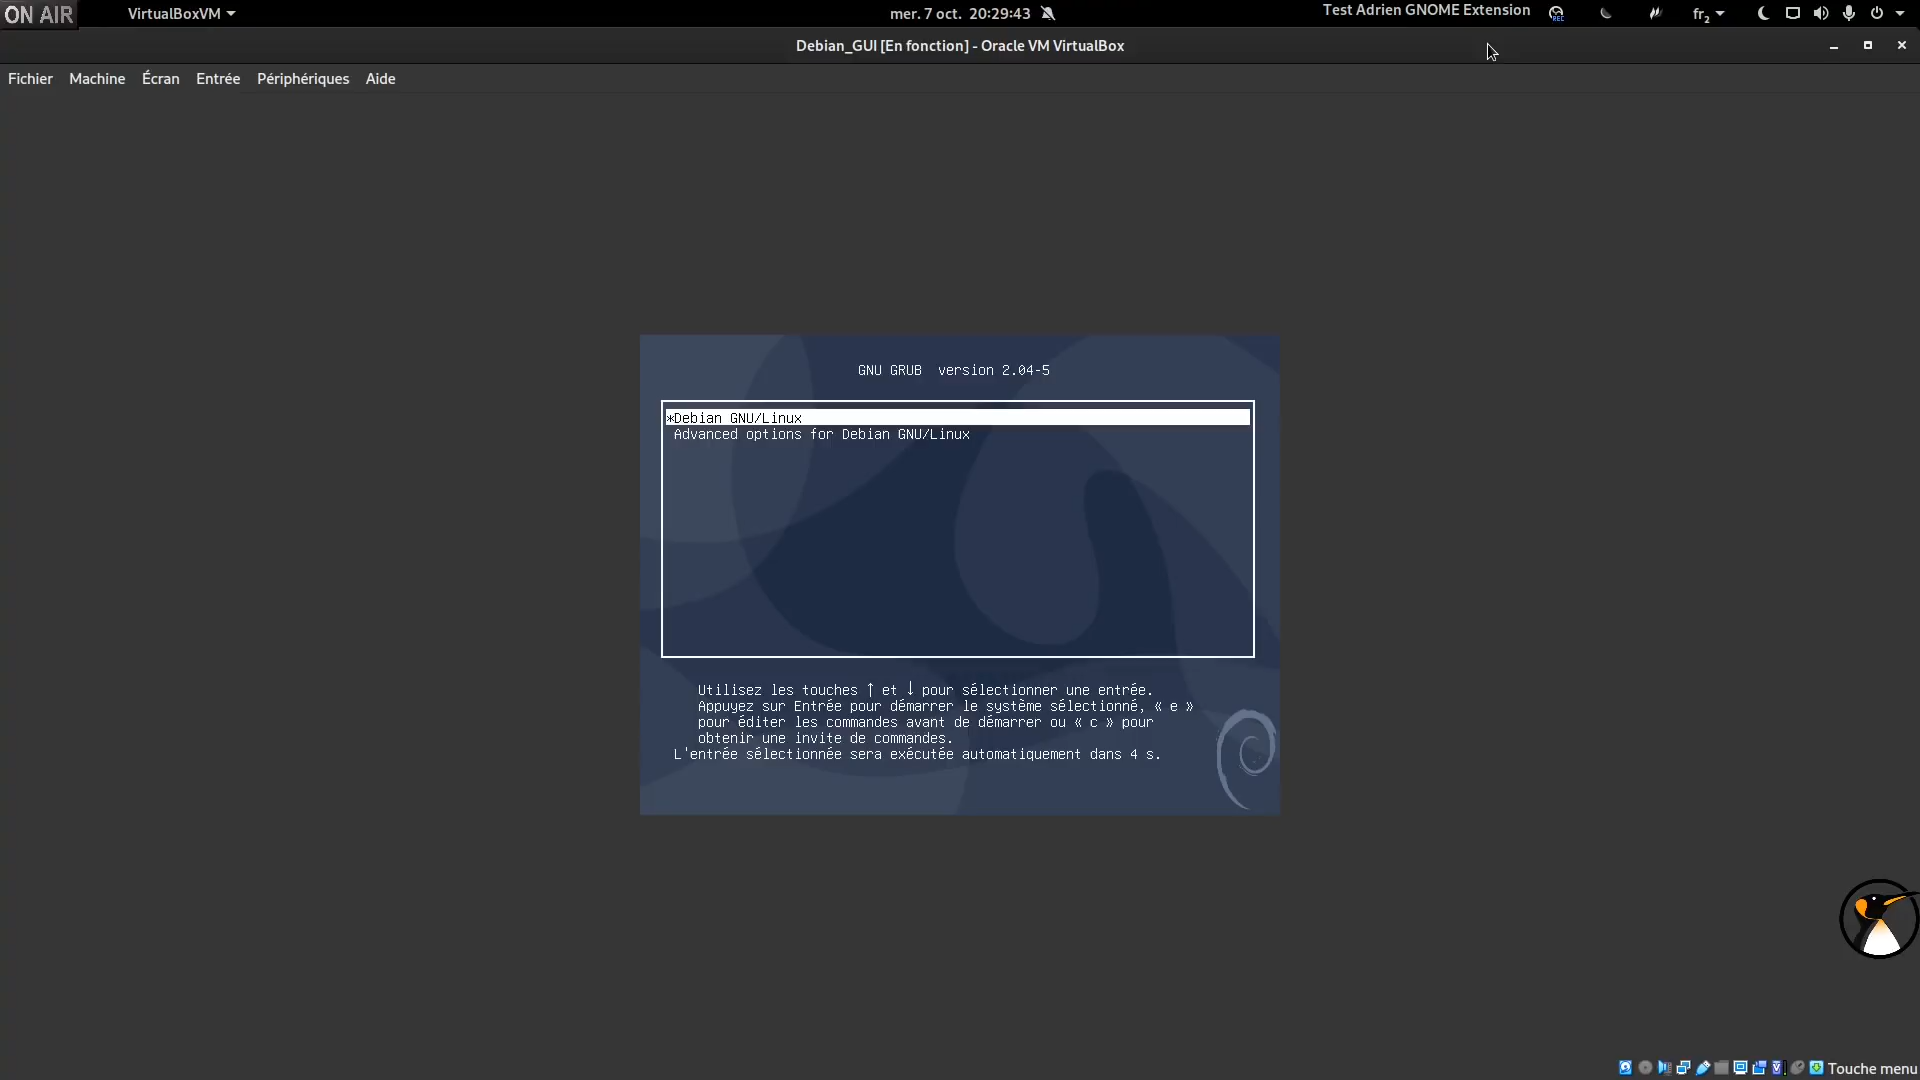 ON AIR VirtualBoxVM mer. 7 oct. 20:29:43 Test Adrien GNOME Extension REC fr₂
Debian_GUI [En fonction] - Oracle VM VirtualBox
Fichier Machine Écran Entrée Périphériques Aide
GNU GRUB version 2.04-5
*Debian GNU/Linux
Advanced options for Debian GNU/Linux
Utilisez les touches ↑ et ↓ pour sélectionner une entrée.
Appuyez sur Entrée pour démarrer le système sélectionné, « e »
pour éditer les commandes avant de démarrer ou « c » pour
obtenir une invite de commandes.
L'entrée sélectionnée sera exécutée automatiquement dans 4 s.
Touche menu